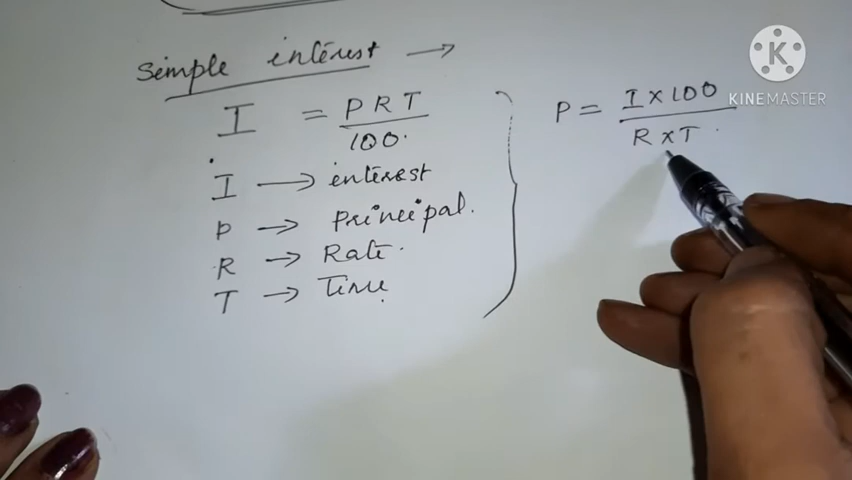 Simple interest →
I = PRT
100.
I → interest
P → Principal.
R → Rate.
T → Time
P = I × 100
R × T
K
KINEMASTER